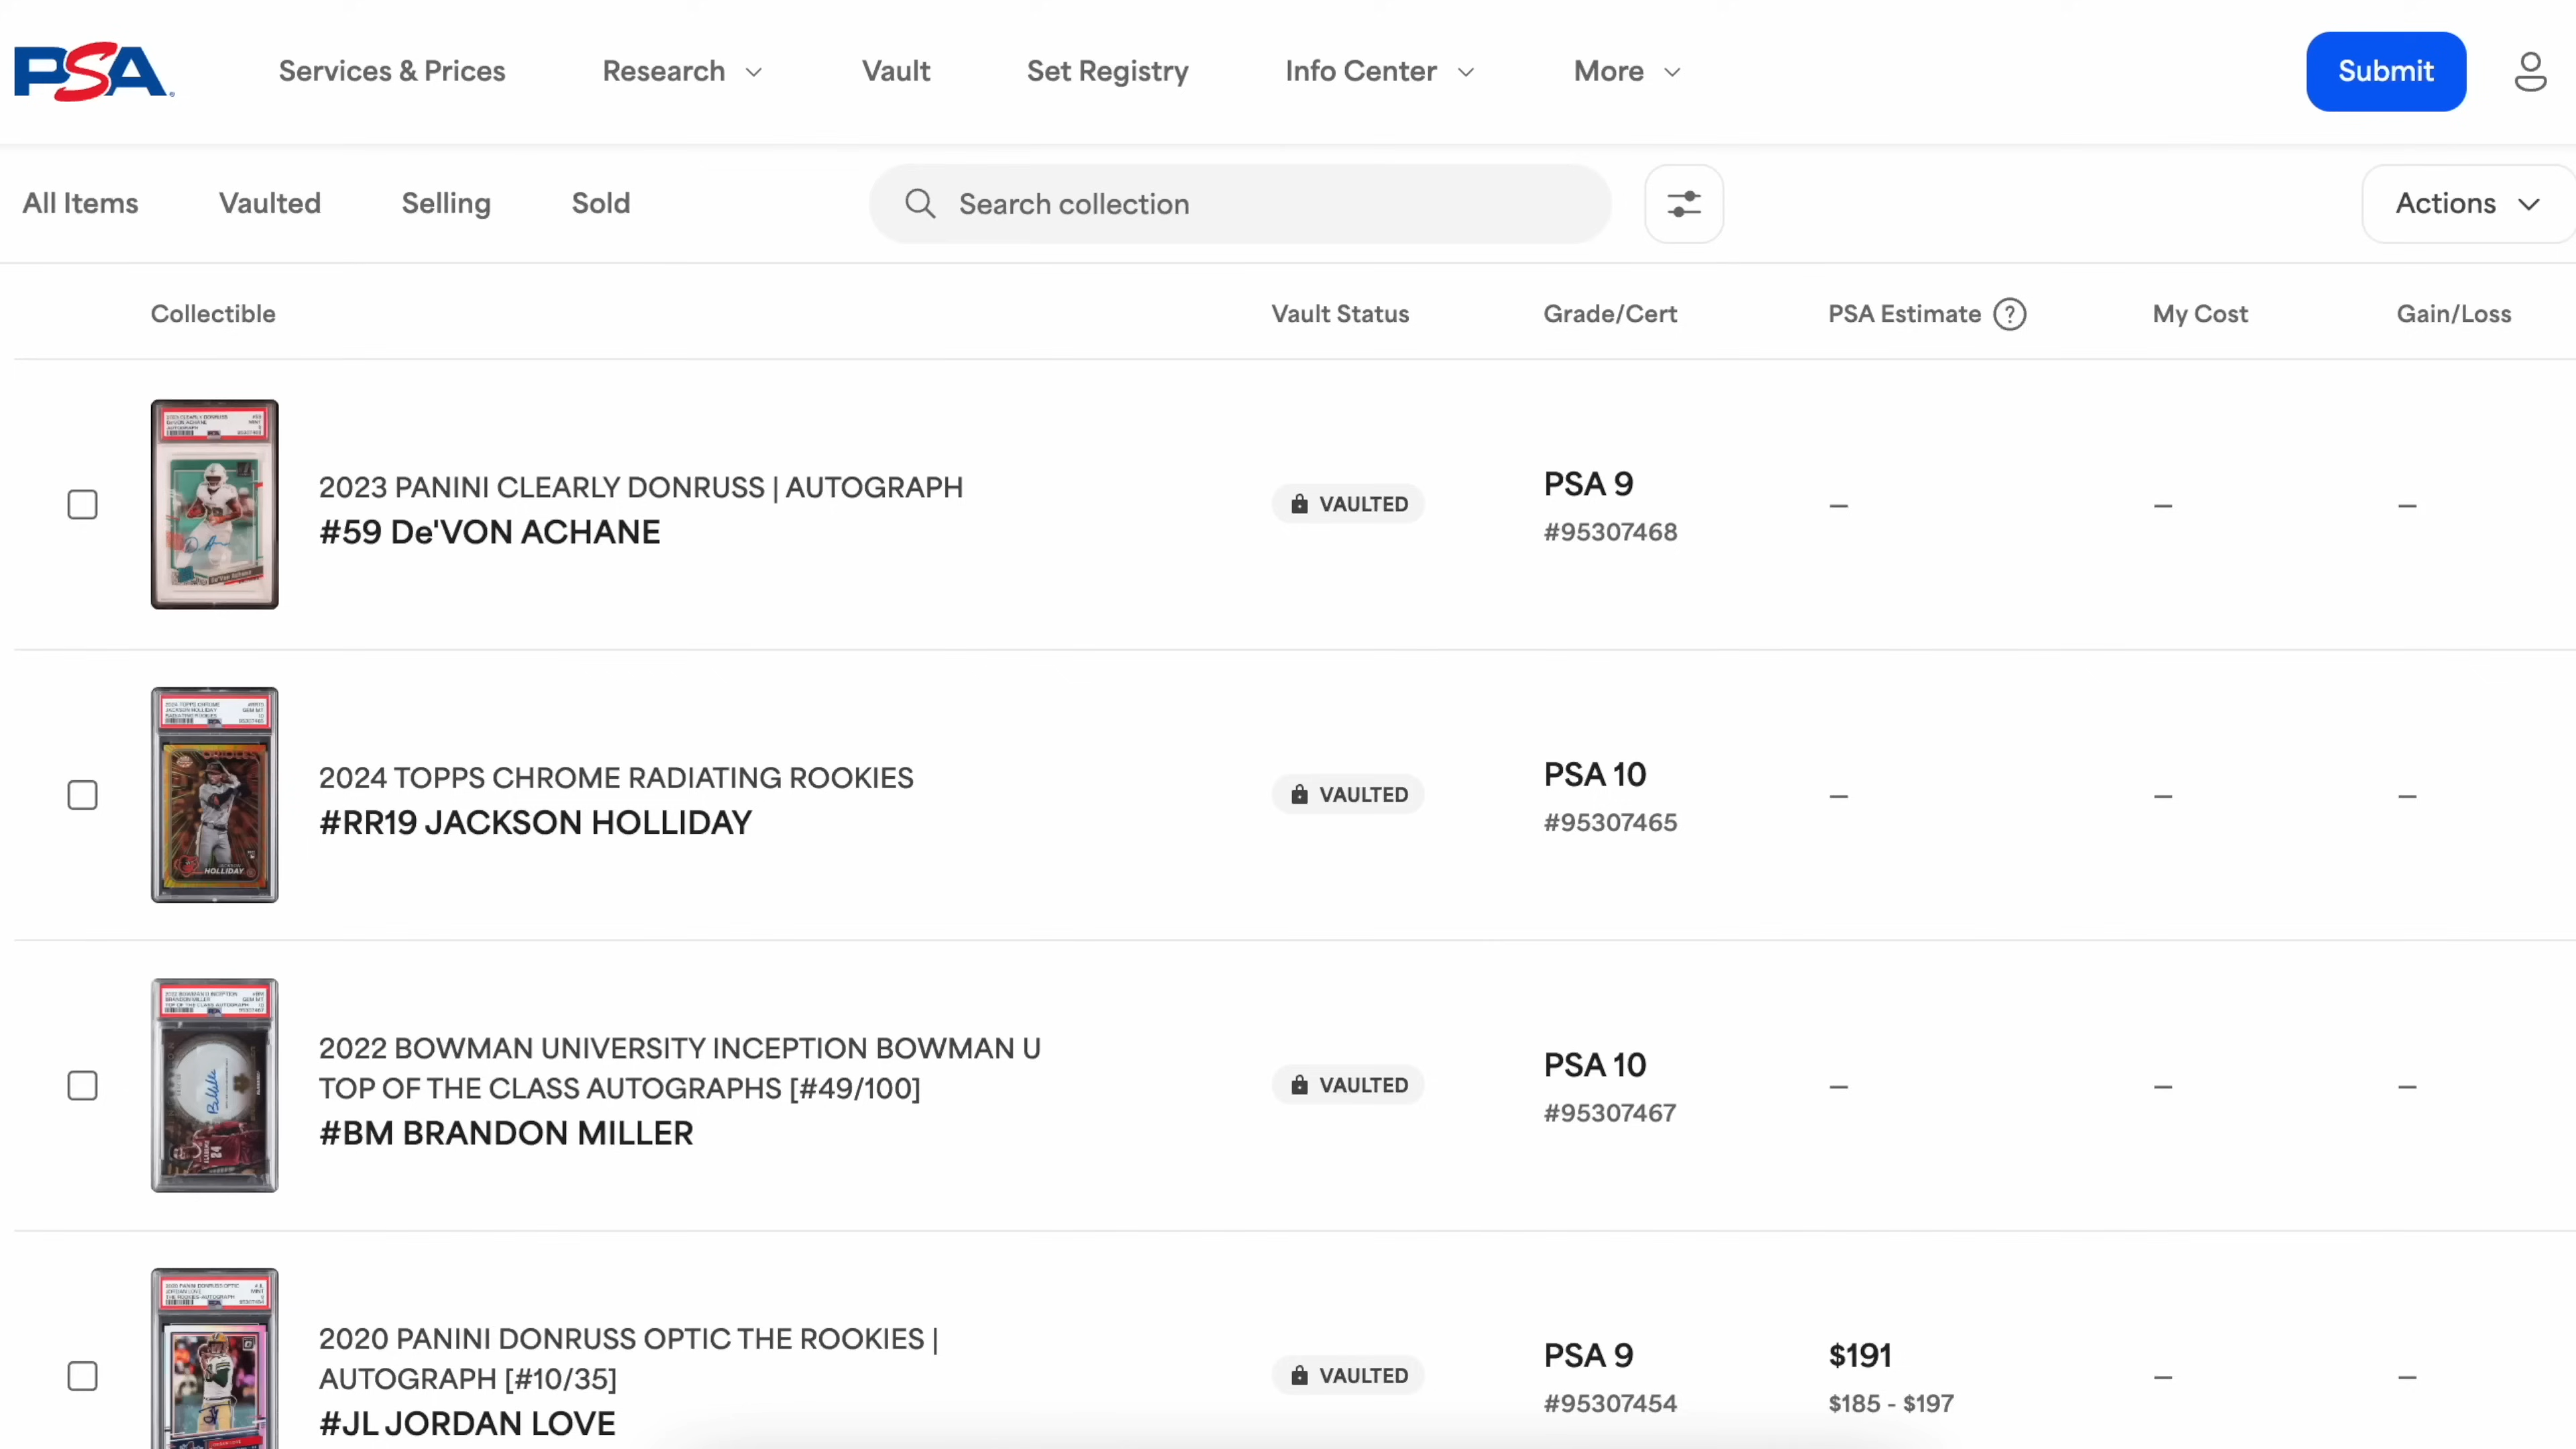 PSA
Services & Prices
Research
Vault
Set Registry
Info Center
More
Submit
All Items
Vaulted
Selling
Sold
Search collection
Actions
Collectible
Vault Status
Grade/Cert
PSA Estimate ?
My Cost
Gain/Loss
2023 PANINI CLEARLY DONRUSS | AUTOGRAPH
#59 De'VON ACHANE
VAULTED
PSA 9
#95307468
–
–
–
2024 TOPPS CHROME RADIATING ROOKIES
#RR19 JACKSON HOLLIDAY
VAULTED
PSA 10
#95307465
–
–
–
2022 BOWMAN UNIVERSITY INCEPTION BOWMAN U
TOP OF THE CLASS AUTOGRAPHS [#49/100]
#BM BRANDON MILLER
VAULTED
PSA 10
#95307467
–
–
–
2020 PANINI DONRUSS OPTIC THE ROOKIES |
AUTOGRAPH [#10/35]
#JL JORDAN LOVE
VAULTED
PSA 9
#95307454
$191
$185 - $197
–
–